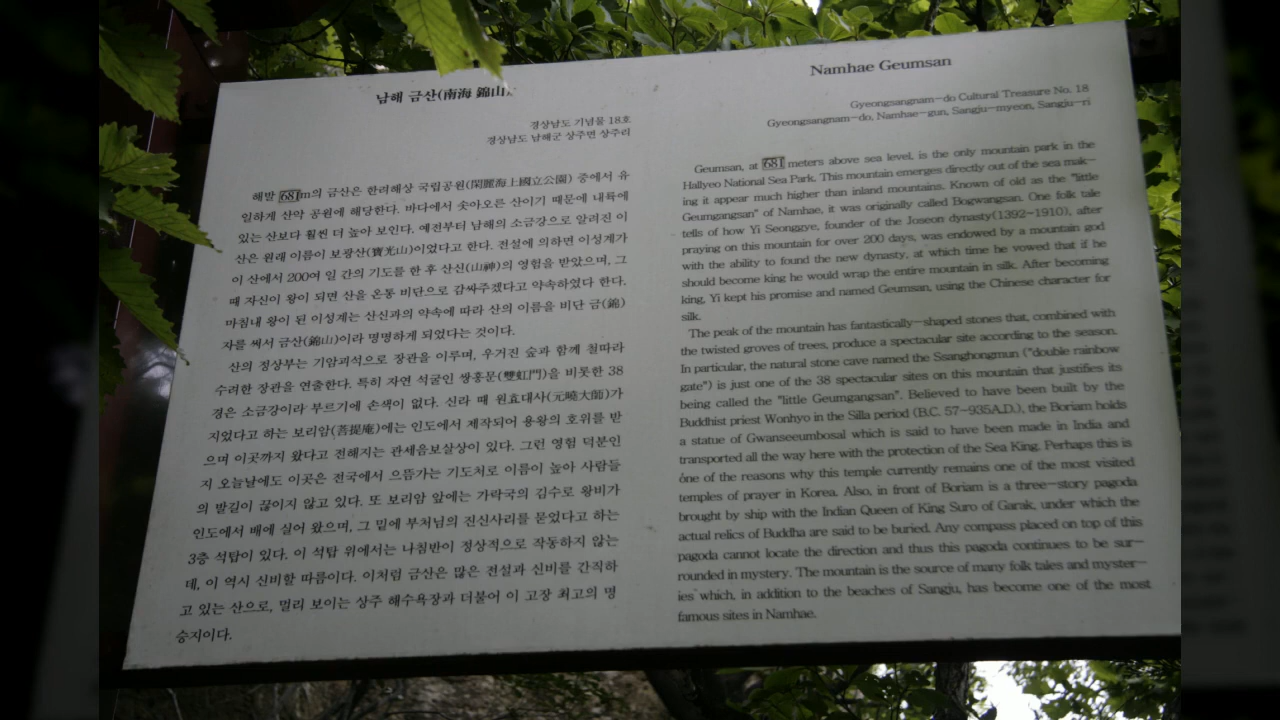 남해 금산(南海 錦山)
경상남도 기념물 18호
경상남도 남해군 상주면 상주리
해발 681m의 금산은 한려해상 국립공원(閑麗海上國立公園) 중에서 유
일하게 산악 공원에 해당한다. 바다에서 솟아오른 산이기 때문에 내륙에
있는 산보다 훨씬 더 높아 보인다. 예전부터 남해의 소금강으로 알려진 이
산은 원래 이름이 보광산(寶光山)이었다고 한다. 전설에 의하면 이성계가
이 산에서 200여 일 간의 기도를 한 후 산신(山神)의 영험을 받았으며, 그
때 자신이 왕이 되면 산을 온통 비단으로 감싸주겠다고 약속하였다 한다.
마침내 왕이 된 이성계는 산신과의 약속에 따라 산의 이름을 비단 금(錦)
자를 써서 금산(錦山)이라 명명하게 되었다는 것이다.
산의 정상부는 기암괴석으로 장관을 이루며, 우거진 숲과 함께 철따라
수려한 장관을 연출한다. 특히 자연 석굴인 쌍홍문(雙虹門)을 비롯한 38
경은 소금강이라 부르기에 손색이 없다. 신라 때 원효대사(元曉大師)가
지었다고 하는 보리암(菩提庵)에는 인도에서 제작되어 용왕의 호위를 받
으며 이곳까지 왔다고 전해지는 관세음보살상이 있다. 그런 영험 덕분인
지 오늘날에도 이곳은 전국에서 으뜸가는 기도처로 이름이 높아 사람들
의 발길이 끊이지 않고 있다. 또 보리암 앞에는 가락국의 김수로 왕비가
인도에서 배에 실어 왔으며, 그 밑에 부처님의 진신사리를 묻었다고 하는
3층 석탑이 있다. 이 석탑 위에서는 나침반이 정상적으로 작동하지 않는
데, 이 역시 신비할 따름이다. 이처럼 금산은 많은 전설과 신비를 간직하
고 있는 산으로, 멀리 보이는 상주 해수욕장과 더불어 이 고장 최고의 명
승지이다.
Namhae Geumsan
Gyeongsangnam-do Cultural Treasure No. 18
Gyeongsangnam-do, Namhae-gun, Sangju-myeon, Sangju-ri
Geumsan, at 681 meters above sea level, is the only mountain park in the
Hallyeo National Sea Park. This mountain emerges directly out of the sea mak-
ing it appear much higher than inland mountains. Known of old as the "little
Geumgangsan" of Namhae, it was originally called Bogwangsan. One folk tale
tells of how Yi Seonggye, founder of the Joseon dynasty(1392-1910), after
praying on this mountain for over 200 days, was endowed by a mountain god
with the ability to found the new dynasty, at which time he vowed that if he
should become king he would wrap the entire mountain in silk. After becoming
king, Yi kept his promise and named Geumsan, using the Chinese character for
silk.
The peak of the mountain has fantastically-shaped stones that, combined with
the twisted groves of trees, produce a spectacular site according to the season.
In particular, the natural stone cave named the Ssanghongmun ("double rainbow
gate") is just one of the 38 spectacular sites on this mountain that justifies its
being called the "little Geumgangsan". Believed to have been built by the
Buddhist priest Wonhyo in the Silla period (B.C. 57-935A.D.), the Boriam holds
a statue of Gwanseeumbosal which is said to have been made in India and
transported all the way here with the protection of the Sea King. Perhaps this is
one of the reasons why this temple currently remains one of the most visited
temples of prayer in Korea. Also, in front of Boriam is a three-story pagoda
brought by ship with the Indian Queen of King Suro of Garak, under which the
actual relics of Buddha are said to be buried. Any compass placed on top of this
pagoda cannot locate the direction and thus this pagoda continues to be sur-
rounded in mystery. The mountain is the source of many folk tales and myster-
ies which, in addition to the beaches of Sangju, has become one of the most
famous sites in Namhae.